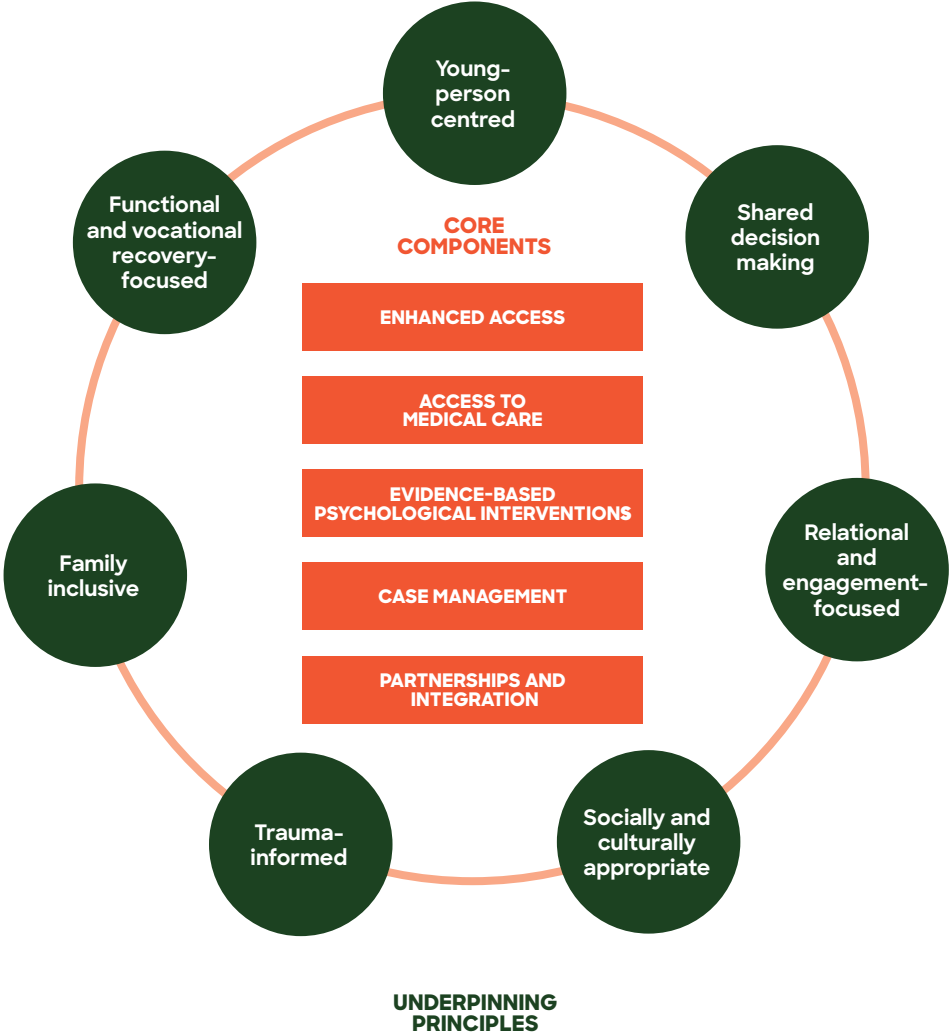 Young-
person
centred
Shared
decision
making
Relational
and
engagement-
focused
Socially and
culturally
appropriate
Trauma-
informed
Family
inclusive
Functional
and vocational
recovery-
focused
CORE
COMPONENTS
ENHANCED ACCESS
ACCESS TO
MEDICAL CARE
EVIDENCE-BASED
PSYCHOLOGICAL INTERVENTIONS
CASE MANAGEMENT
PARTNERSHIPS AND
INTEGRATION
UNDERPINNING
PRINCIPLES